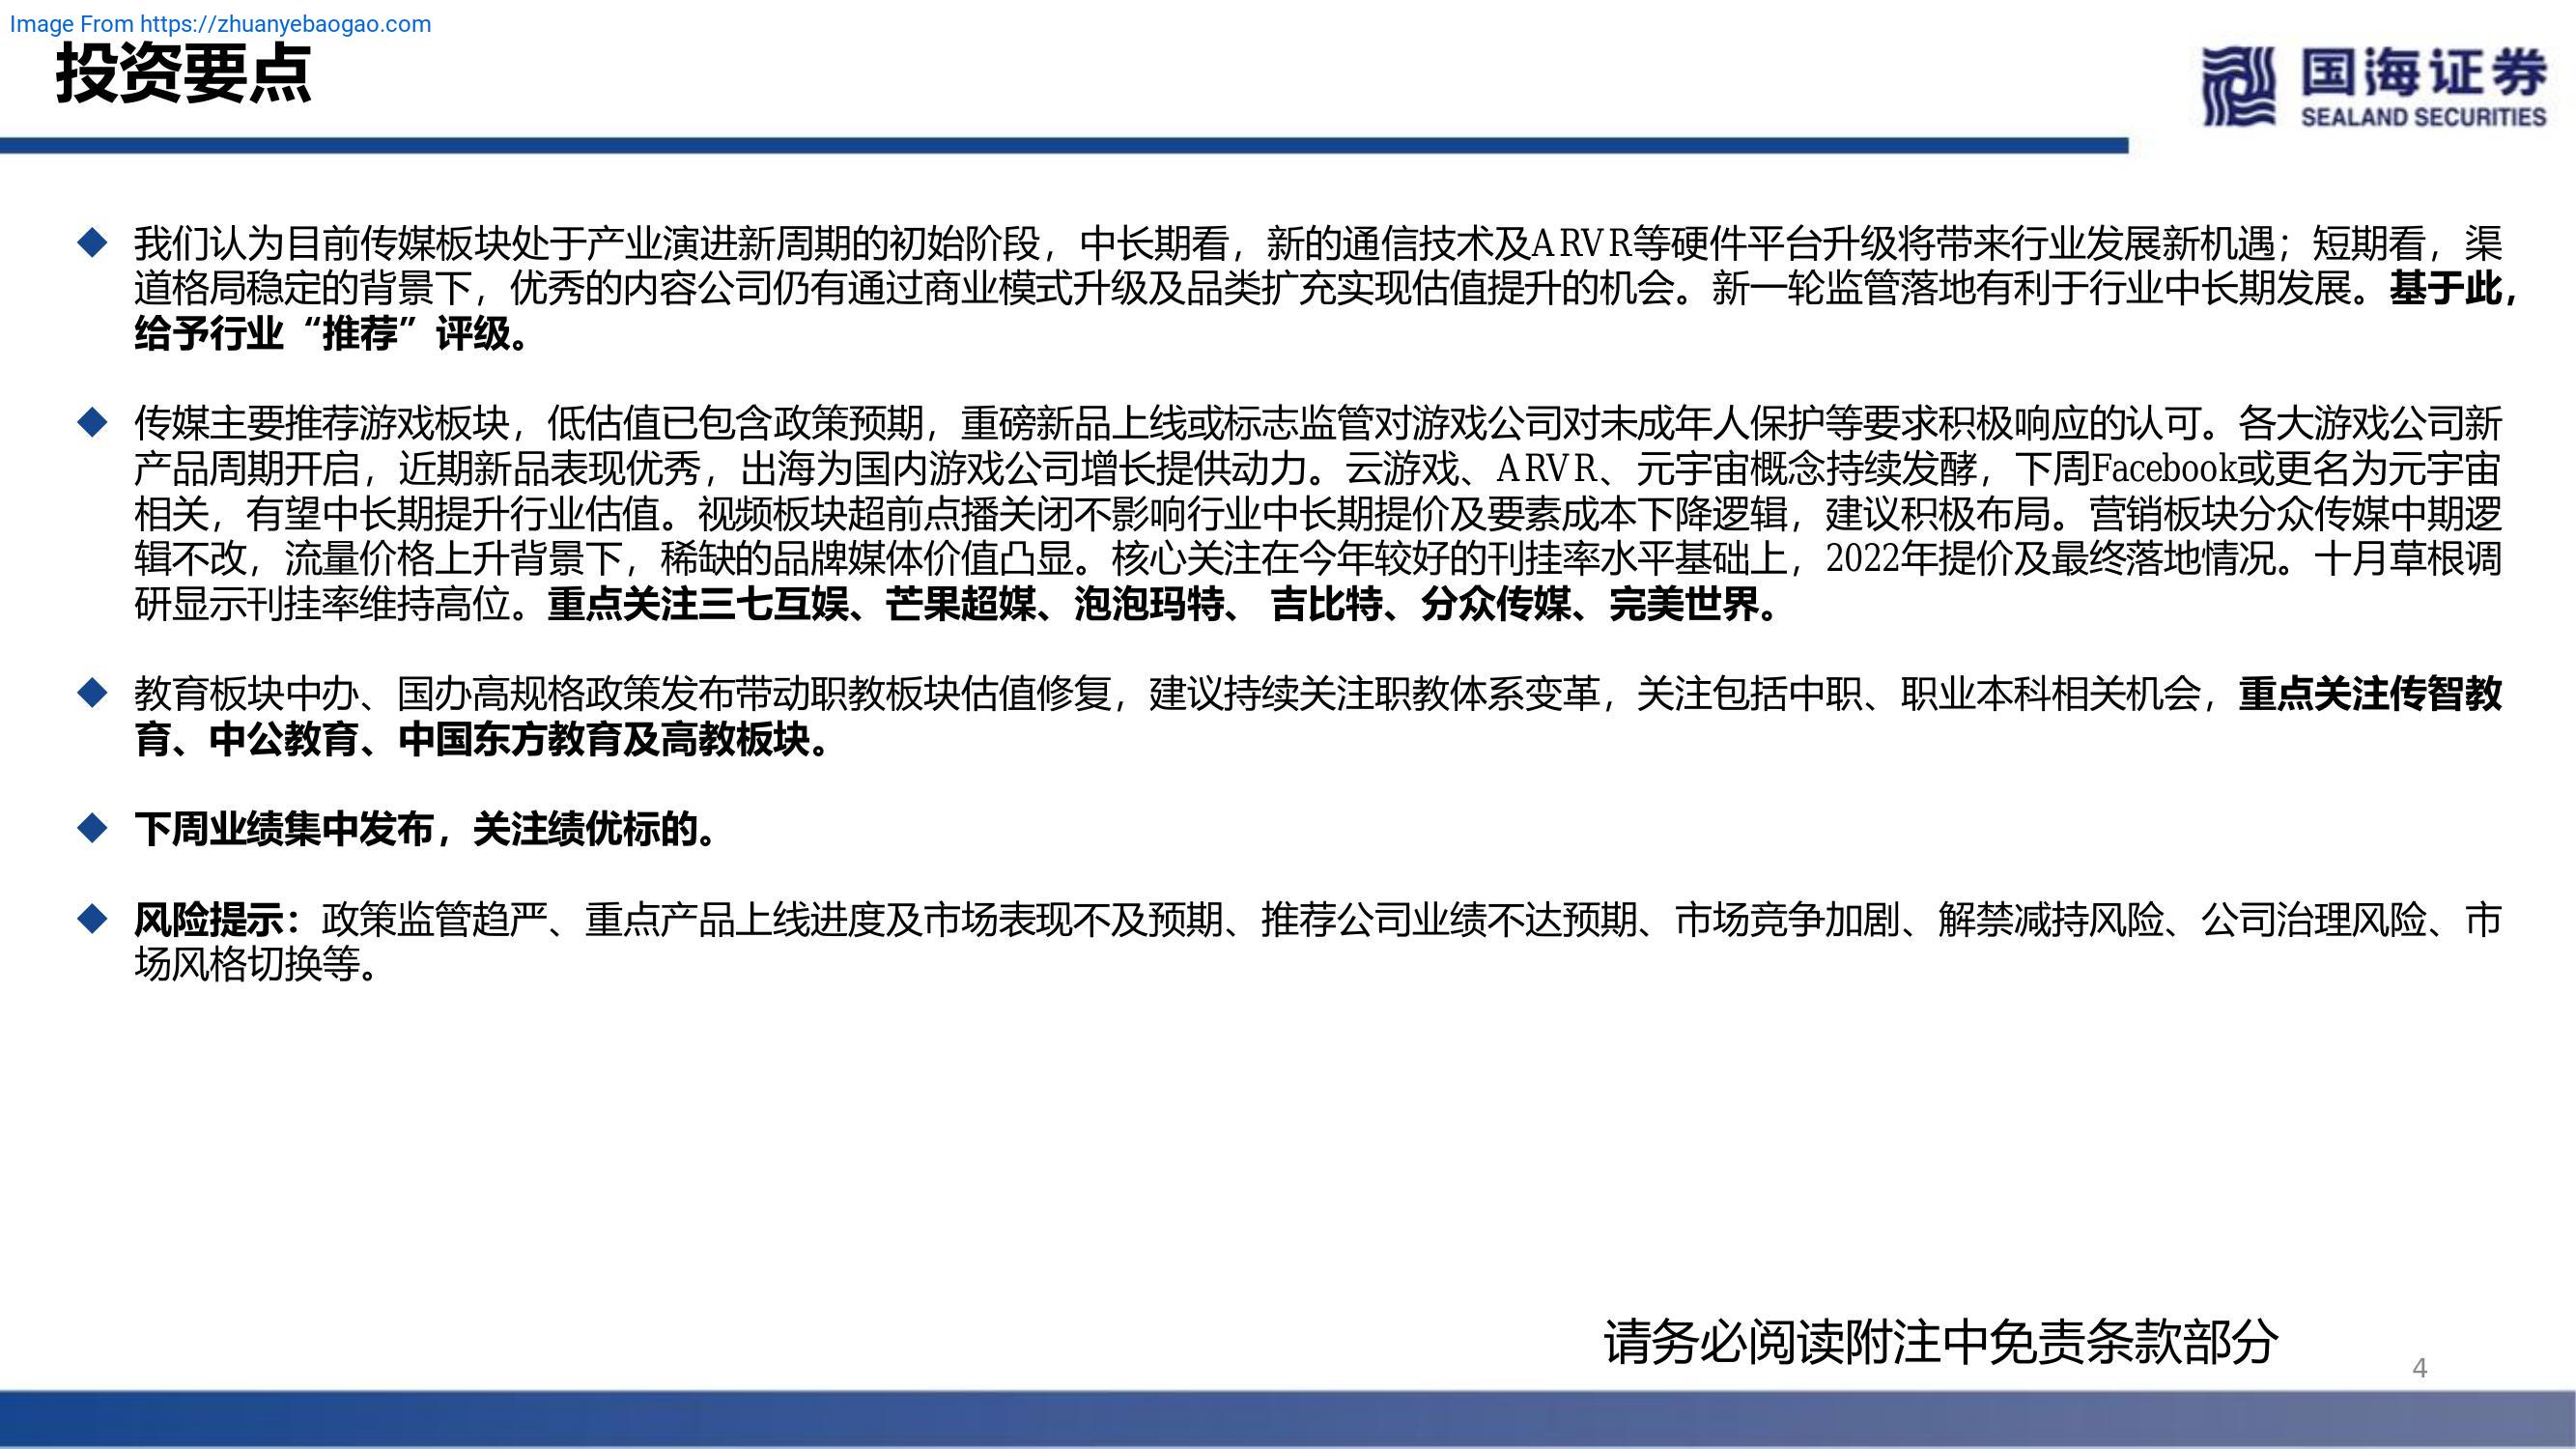 Image From https://zhuanyebaogao.com
投资要点
国海证券
SEALAND SECURITIES
我们认为目前传媒板块处于产业演进新周期的初始阶段，中长期看，新的通信技术及ARVR等硬件平台升级将带来行业发展新机遇；短期看，渠
道格局稳定的背景下，优秀的内容公司仍有通过商业模式升级及品类扩充实现估值提升的机会。新一轮监管落地有利于行业中长期发展。基于此，
给予行业“推荐”评级。
传媒主要推荐游戏板块，低估值已包含政策预期，重磅新品上线或标志监管对游戏公司对未成年人保护等要求积极响应的认可。各大游戏公司新
产品周期开启，近期新品表现优秀，出海为国内游戏公司增长提供动力。云游戏、ARVR、元宇宙概念持续发酵，下周Facebook或更名为元宇宙
相关，有望中长期提升行业估值。视频板块超前点播关闭不影响行业中长期提价及要素成本下降逻辑，建议积极布局。营销板块分众传媒中期逻
辑不改，流量价格上升背景下，稀缺的品牌媒体价值凸显。核心关注在今年较好的刊挂率水平基础上，2022年提价及最终落地情况。十月草根调
研显示刊挂率维持高位。重点关注三七互娱、芒果超媒、泡泡玛特、 吉比特、分众传媒、完美世界。
教育板块中办、国办高规格政策发布带动职教板块估值修复，建议持续关注职教体系变革，关注包括中职、职业本科相关机会，重点关注传智教
育、中公教育、中国东方教育及高教板块。
下周业绩集中发布，关注绩优标的。
风险提示：政策监管趋严、重点产品上线进度及市场表现不及预期、推荐公司业绩不达预期、市场竞争加剧、解禁减持风险、公司治理风险、市
场风格切换等。
请务必阅读附注中免责条款部分
4